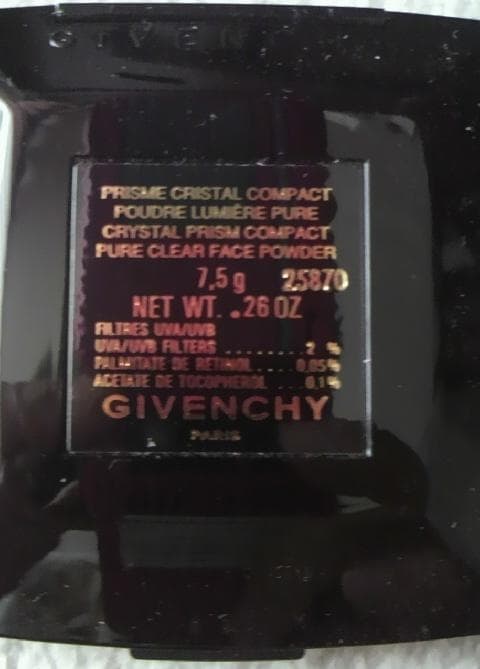 GIVEN
PRISME CRISTAL COMPACT
POUDRE LUMIÈRE PURE
CRYSTAL PRISM COMPACT
PURE CLEAR FACE POWDER
7,5 g 25870
NET WT. .26 OZ
FILTRES UVA/UVB
UVA/UVB FILTERS ........ 2 %
PALMITATE DE RETINOL .... 0,05%
ACETATE DE TOCOPHEROL ... 0,1%
GIVENCHY
PARIS